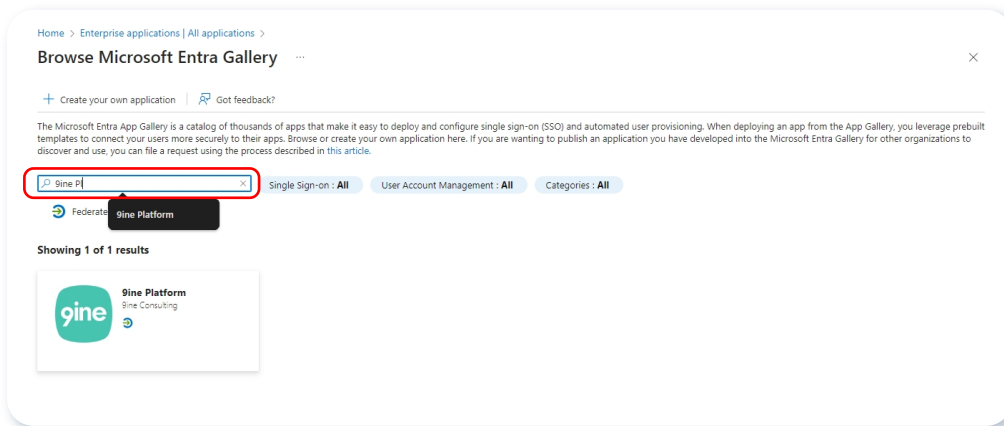 Home > Enterprise applications | All applications >
Browse Microsoft Entra Gallery ...
+ Create your own application | Got feedback?
The Microsoft Entra App Gallery is a catalog of thousands of apps that make it easy to deploy and configure single sign-on (SSO) and automated user provisioning. When deploying an app from the App Gallery, you leverage prebuilt
templates to connect your users more securely to their apps. Browse or create your own application here. If you are wanting to publish an application you have developed into the Microsoft Entra Gallery for other organizations to
discover and use, you can file a request using the process described in this article.
9ine Pl
Single Sign-on : All User Account Management : All Categories : All
Federate
9ine Platform
Showing 1 of 1 results
9ine
9ine Platform
9ine Consulting